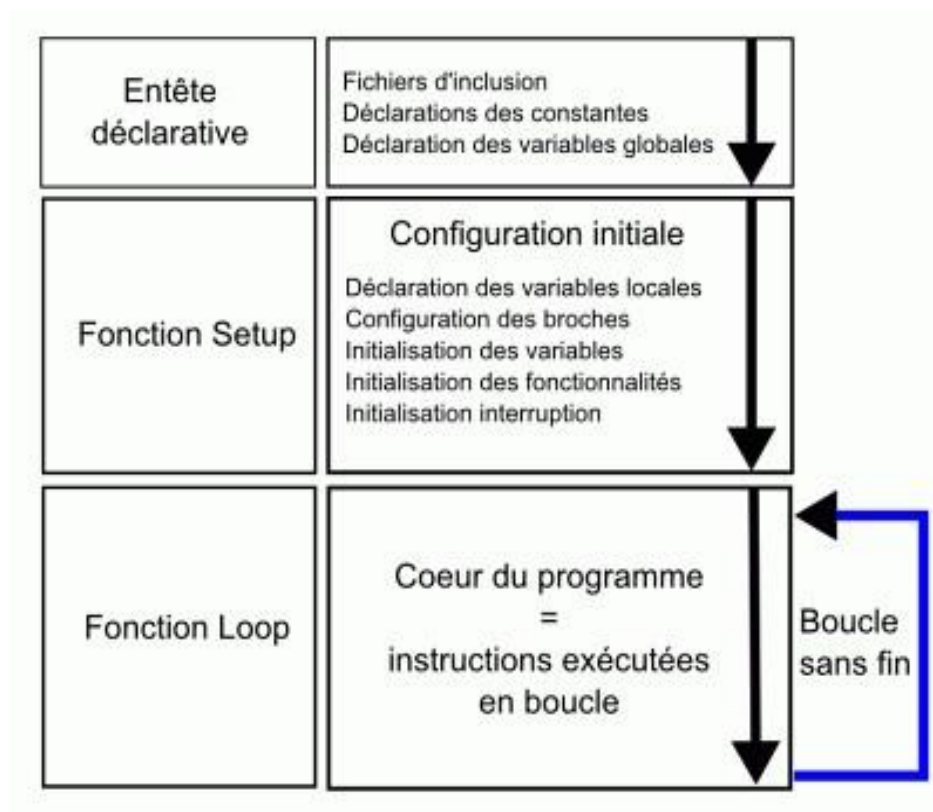 Entête
déclarative
Fichiers d'inclusion
Déclarations des constantes
Déclaration des variables globales
Fonction Setup
Configuration initiale
Déclaration des variables locales
Configuration des broches
Initialisation des variables
Initialisation des fonctionnalités
Initialisation interruption
Fonction Loop
Coeur du programme
=
instructions exécutées
en boucle
Boucle
sans fin